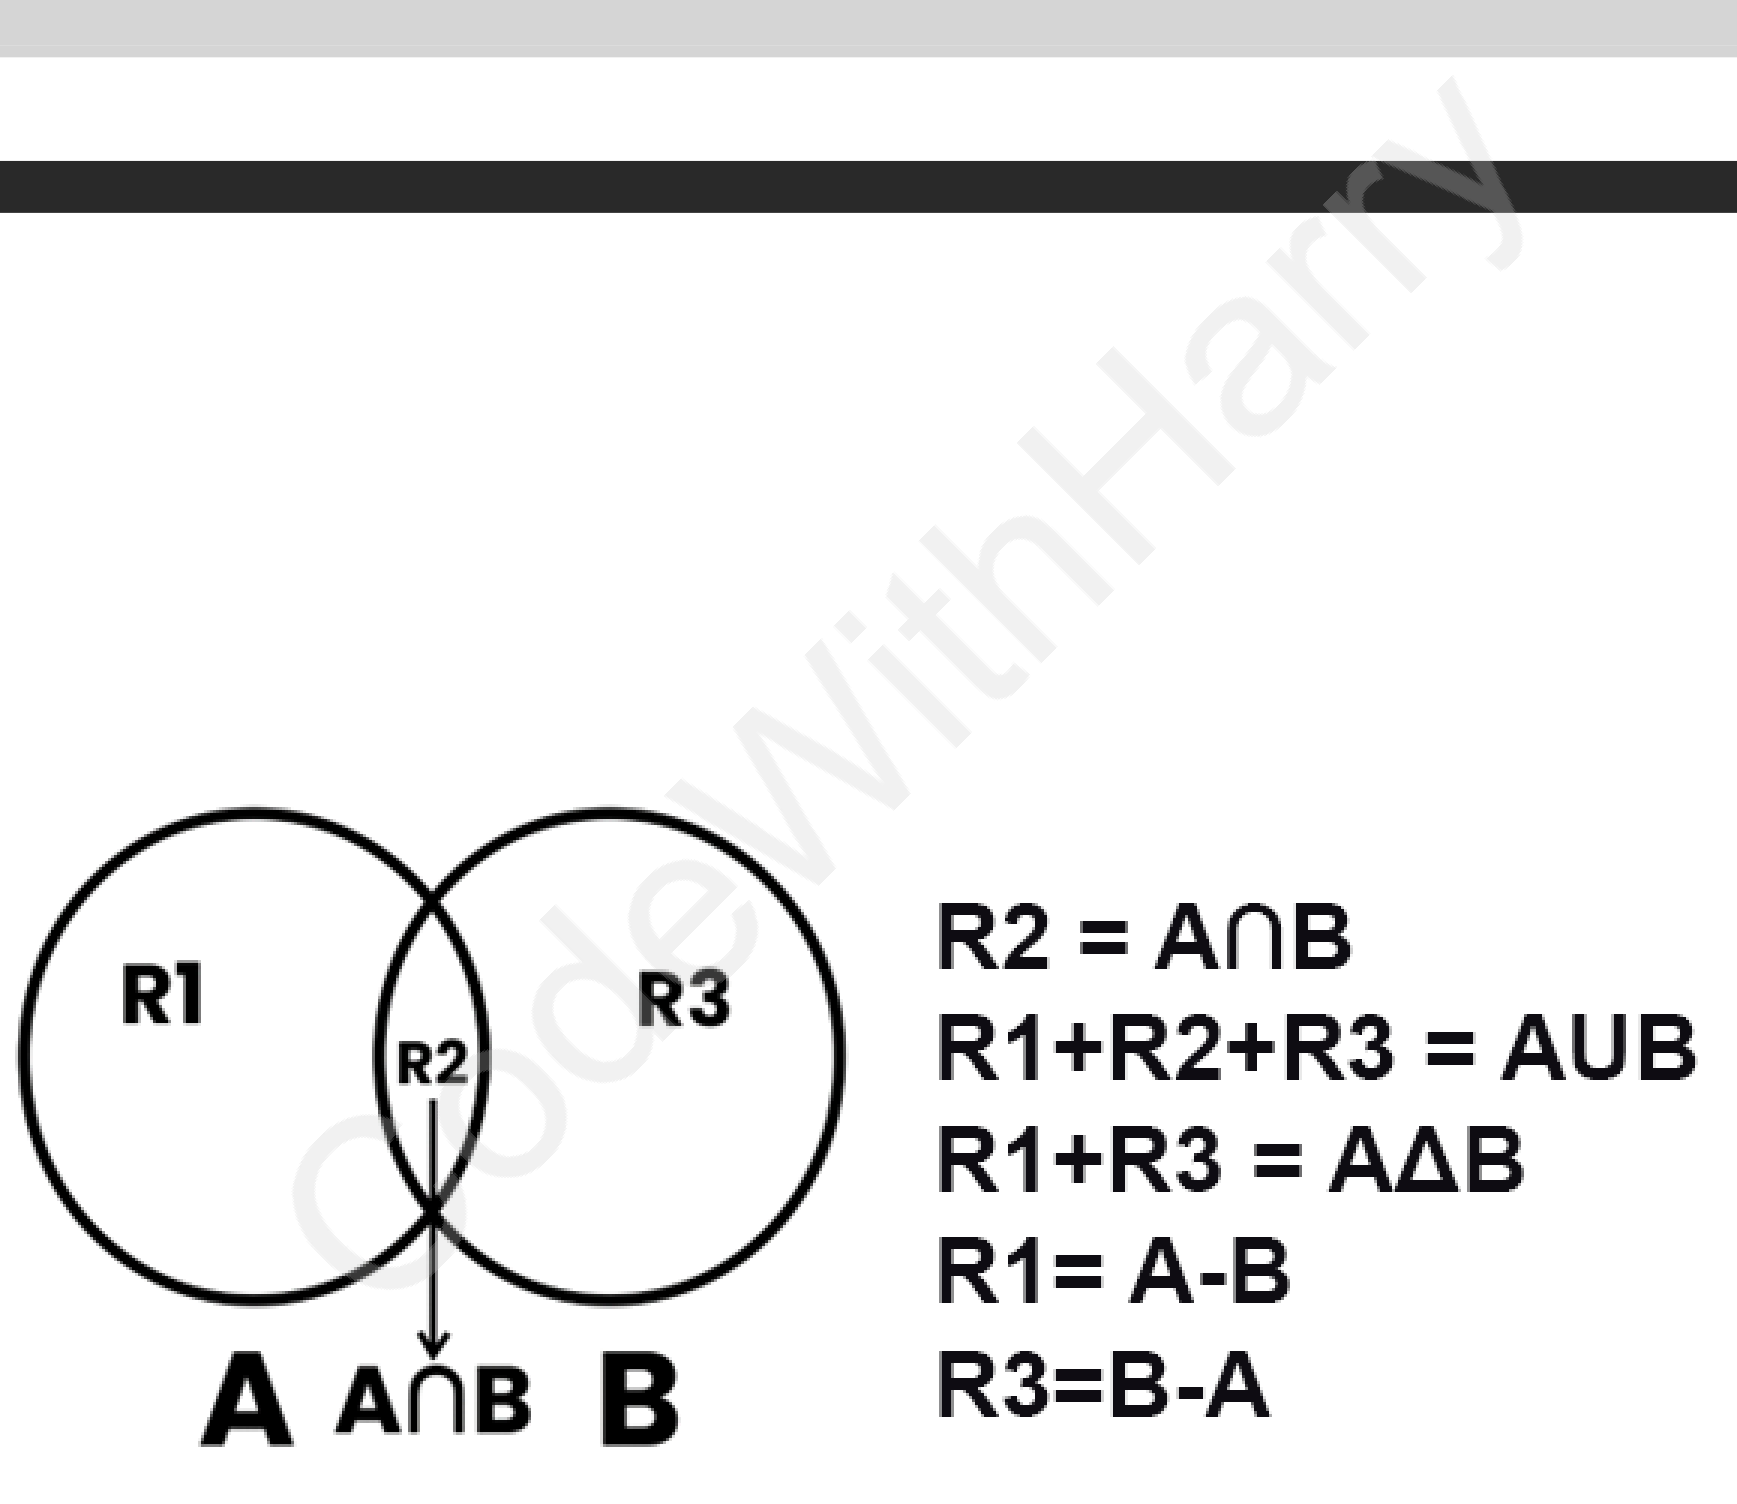 CodeWithHarry
R1
R2
R3
A A∩B B
R2 = A∩B
R1+R2+R3 = AUB
R1+R3 = AΔB
R1= A-B
R3=B-A